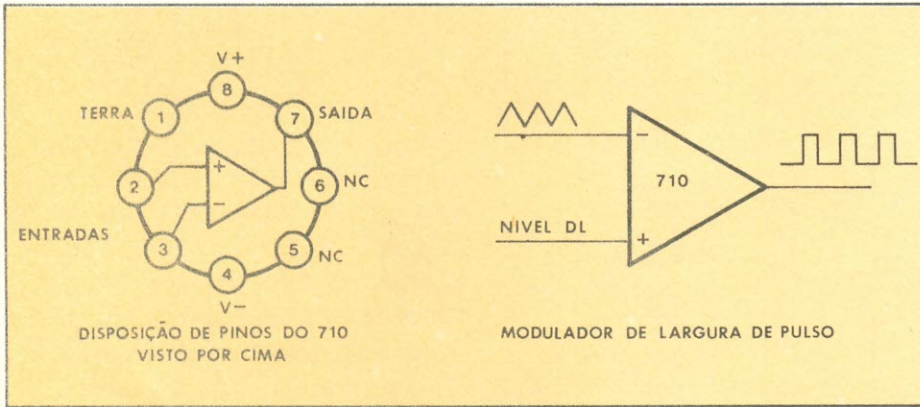 V+
8
TERRA
1
7
SAIDA
2
+
6
NC
−
ENTRADAS
3
5
NC
4
V−
DISPOSIÇÃO DE PINOS DO 710
VISTO POR CIMA
−
710
NIVEL DL
+
MODULADOR DE LARGURA DE PULSO